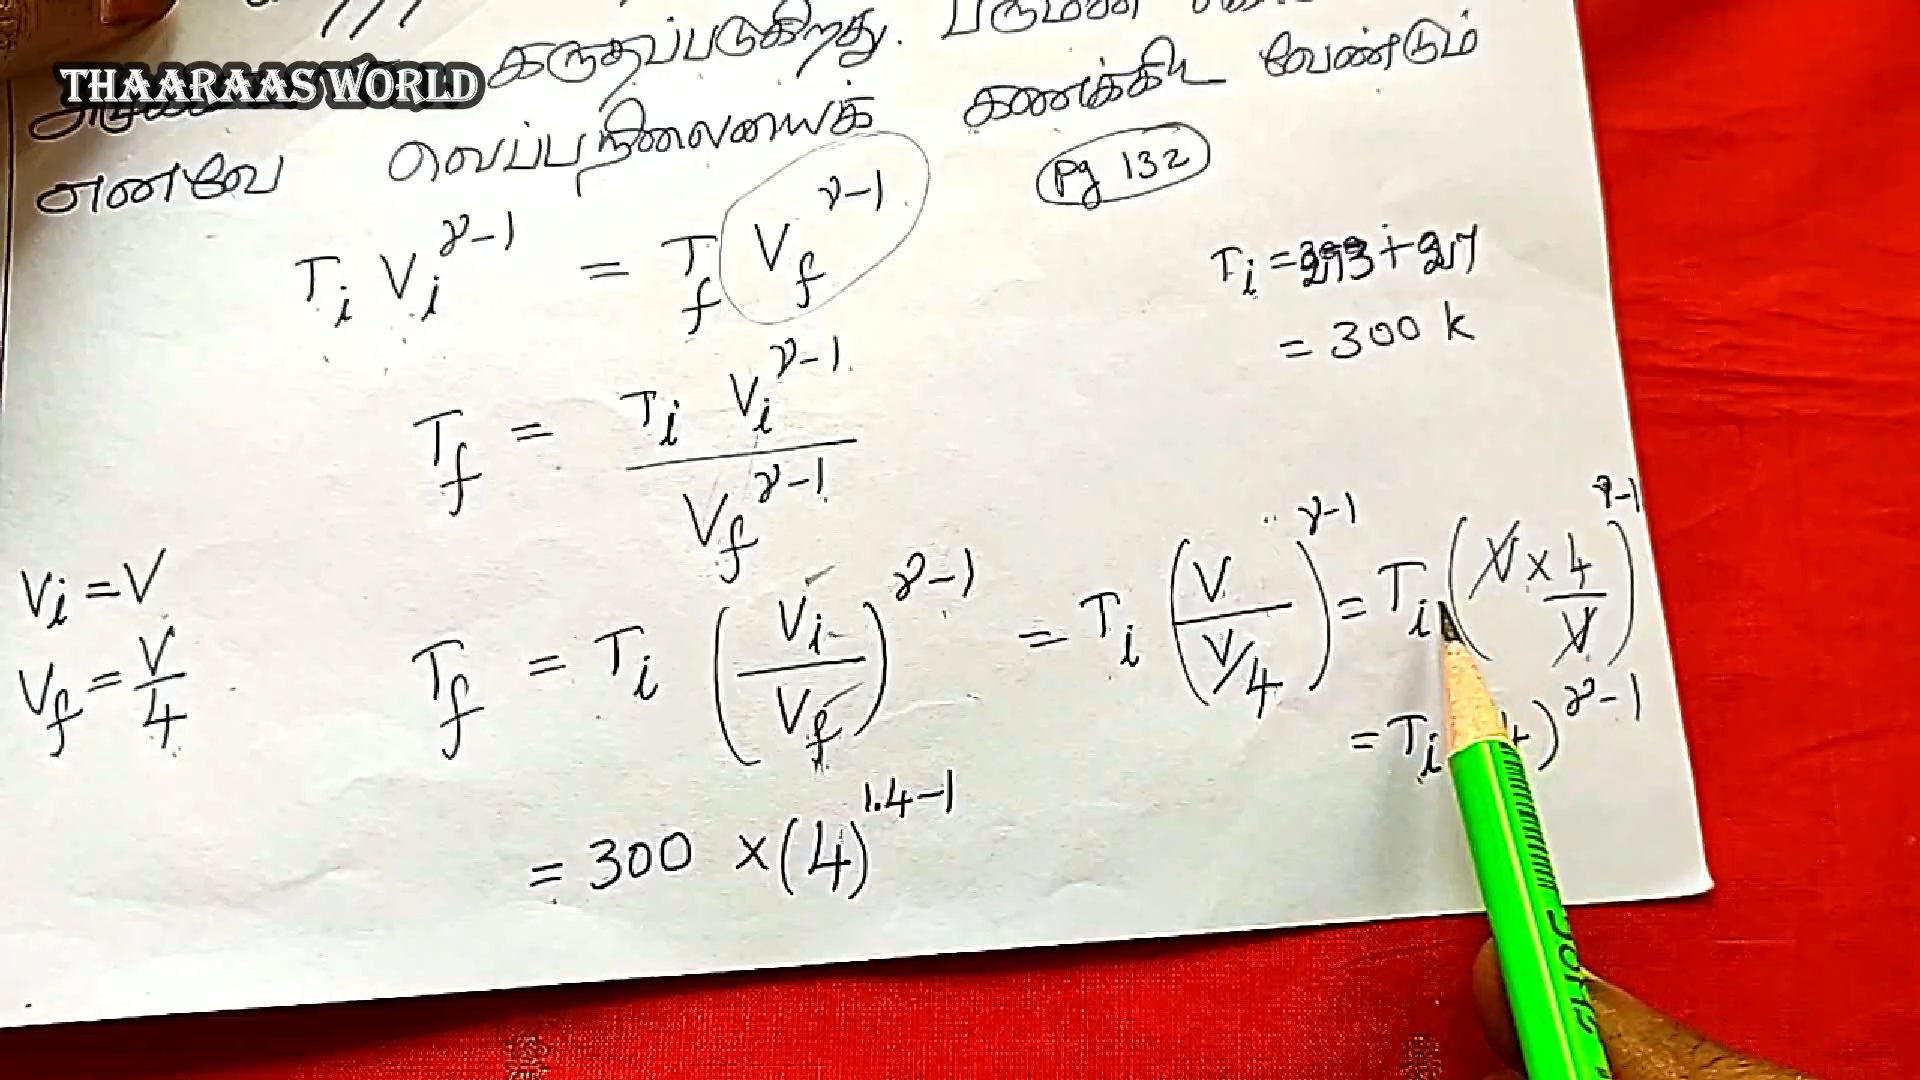 THAARAAS WORLD
கருதப்படுகிறது.
எனவே வெப்பநிலையைக் கணக்கிட வேண்டும்
Pg 132
T_i V_i^{γ-1} = T_f V_f^{γ-1}
T_i = 273 + 27
= 300 k
T_f = T_i V_i^{γ-1} / V_f^{γ-1}
V_i = V
V_f = V/4
T_f = T_i (V_i / V_f)^{γ-1} = T_i (V / V/4)^{γ-1} = T_i (V × 4/V)^{γ-1}
= T_i )^{γ-1}
= 300 × (4)^{1.4-1}